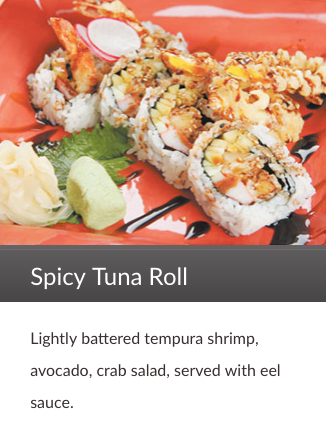 Spicy Tuna Roll
Lightly battered tempura shrimp,
avocado, crab salad, served with eel
sauce.